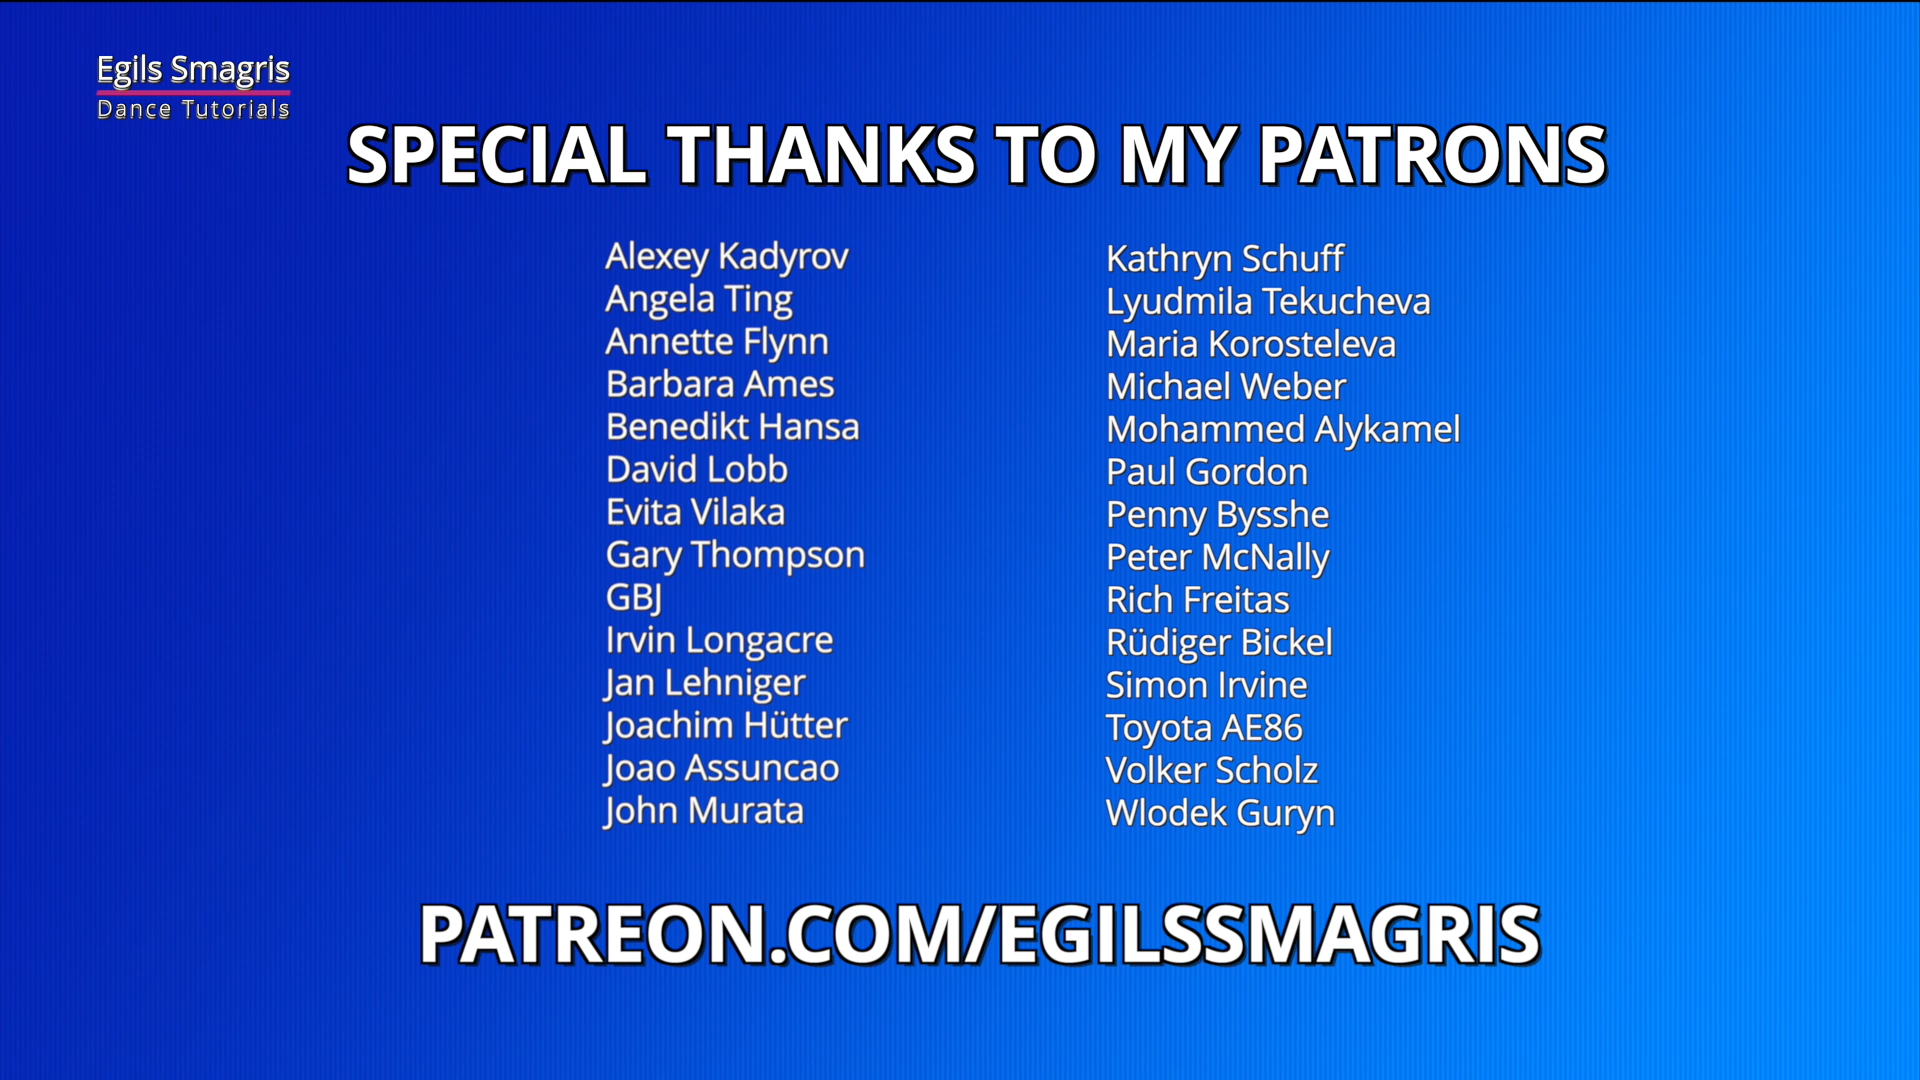 Egils Smagris
Dance Tutorials
SPECIAL THANKS TO MY PATRONS
Alexey Kadyrov
Angela Ting
Annette Flynn
Barbara Ames
Benedikt Hansa
David Lobb
Evita Vilaka
Gary Thompson
GBJ
Irvin Longacre
Jan Lehniger
Joachim Hütter
Joao Assuncao
John Murata
Kathryn Schuff
Lyudmila Tekucheva
Maria Korosteleva
Michael Weber
Mohammed Alykamel
Paul Gordon
Penny Bysshe
Peter McNally
Rich Freitas
Rüdiger Bickel
Simon Irvine
Toyota AE86
Volker Scholz
Wlodek Guryn
PATREON.COM/EGILSSMAGRIS